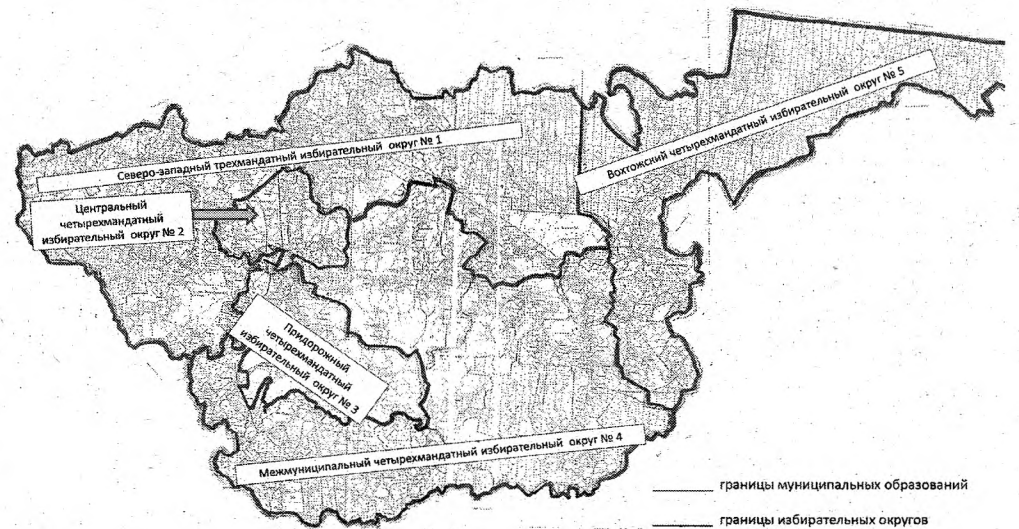 Северо-западный трехмандатный избирательный округ № 1
Вохтожский четырехмандатный избирательный округ № 5
Центральный
четырехмандатный
избирательный округ № 2
Придорожный
четырехмандатный
избирательный округ № 3
Межмуниципальный четырехмандатный избирательный округ № 4
границы муниципальных образований
границы избирательных округов